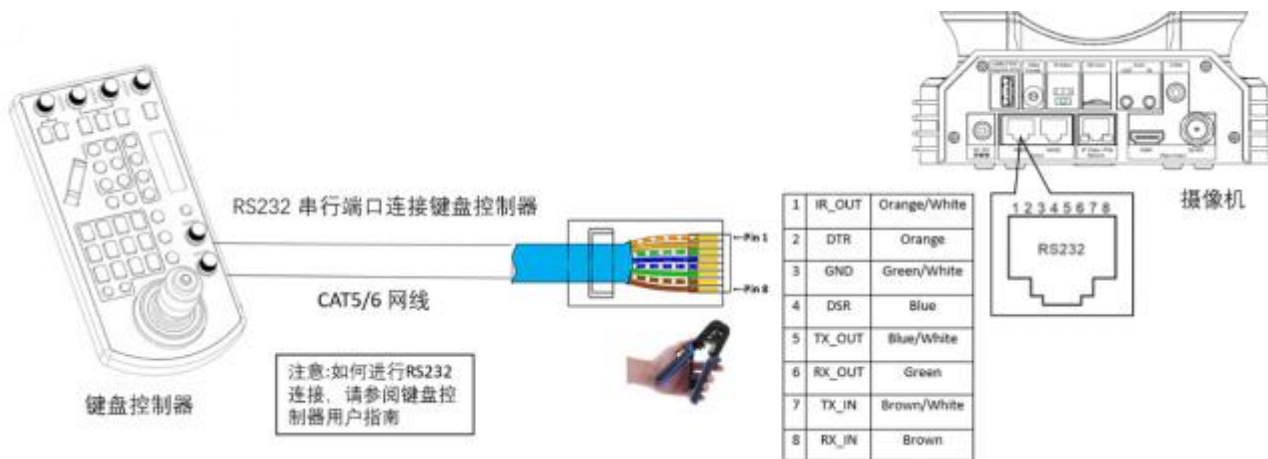 RS232 串行端口连接键盘控制器
CAT5/6 网线
键盘控制器
注意:如何进行RS232
连接、请参阅键盘控
制器用户指南
Pin 1
Pin 8
1 IR_OUT Orange/White
2 DTR Orange
3 GND Green/White
4 DSR Blue
5 TX_OUT Blue/White
6 RX_OUT Green
7 TX_IN Brown/White
8 RX_IN Brown
摄像机
1 2 3 4 5 6 7 8
RS232